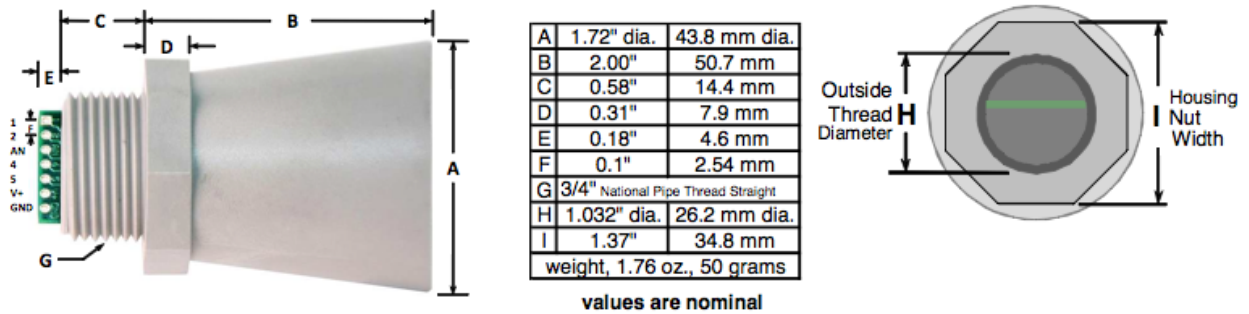 C
B
D
E
1
F
2
AN
4
5
V+
GND
G
A
A 1.72" dia. 43.8 mm dia.
B 2.00" 50.7 mm
C 0.58" 14.4 mm
D 0.31" 7.9 mm
E 0.18" 4.6 mm
F 0.1" 2.54 mm
G 3/4" National Pipe Thread Straight
H 1.032" dia. 26.2 mm dia.
I 1.37" 34.8 mm
weight, 1.76 oz., 50 grams
values are nominal
Outside
Thread
Diameter
H
I
Housing
Nut
Width